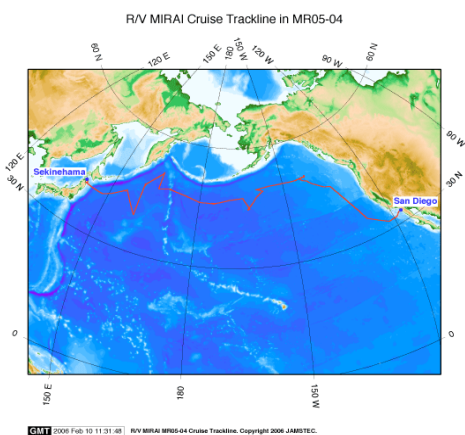 R/V MIRAI Cruise Trackline in MR05-04
60 N
120 E
150 E
180
150 W
120 W
90 W
60 N
120 E
90 W
Sekinehama
30 N
30 N
San Diego
0
0
150 E
180
150 W
GMT 2006 Feb 10 11:31:48 R/V MIRAI MR05-04 Cruise Trackline. Copyright 2006 JAMSTEC.